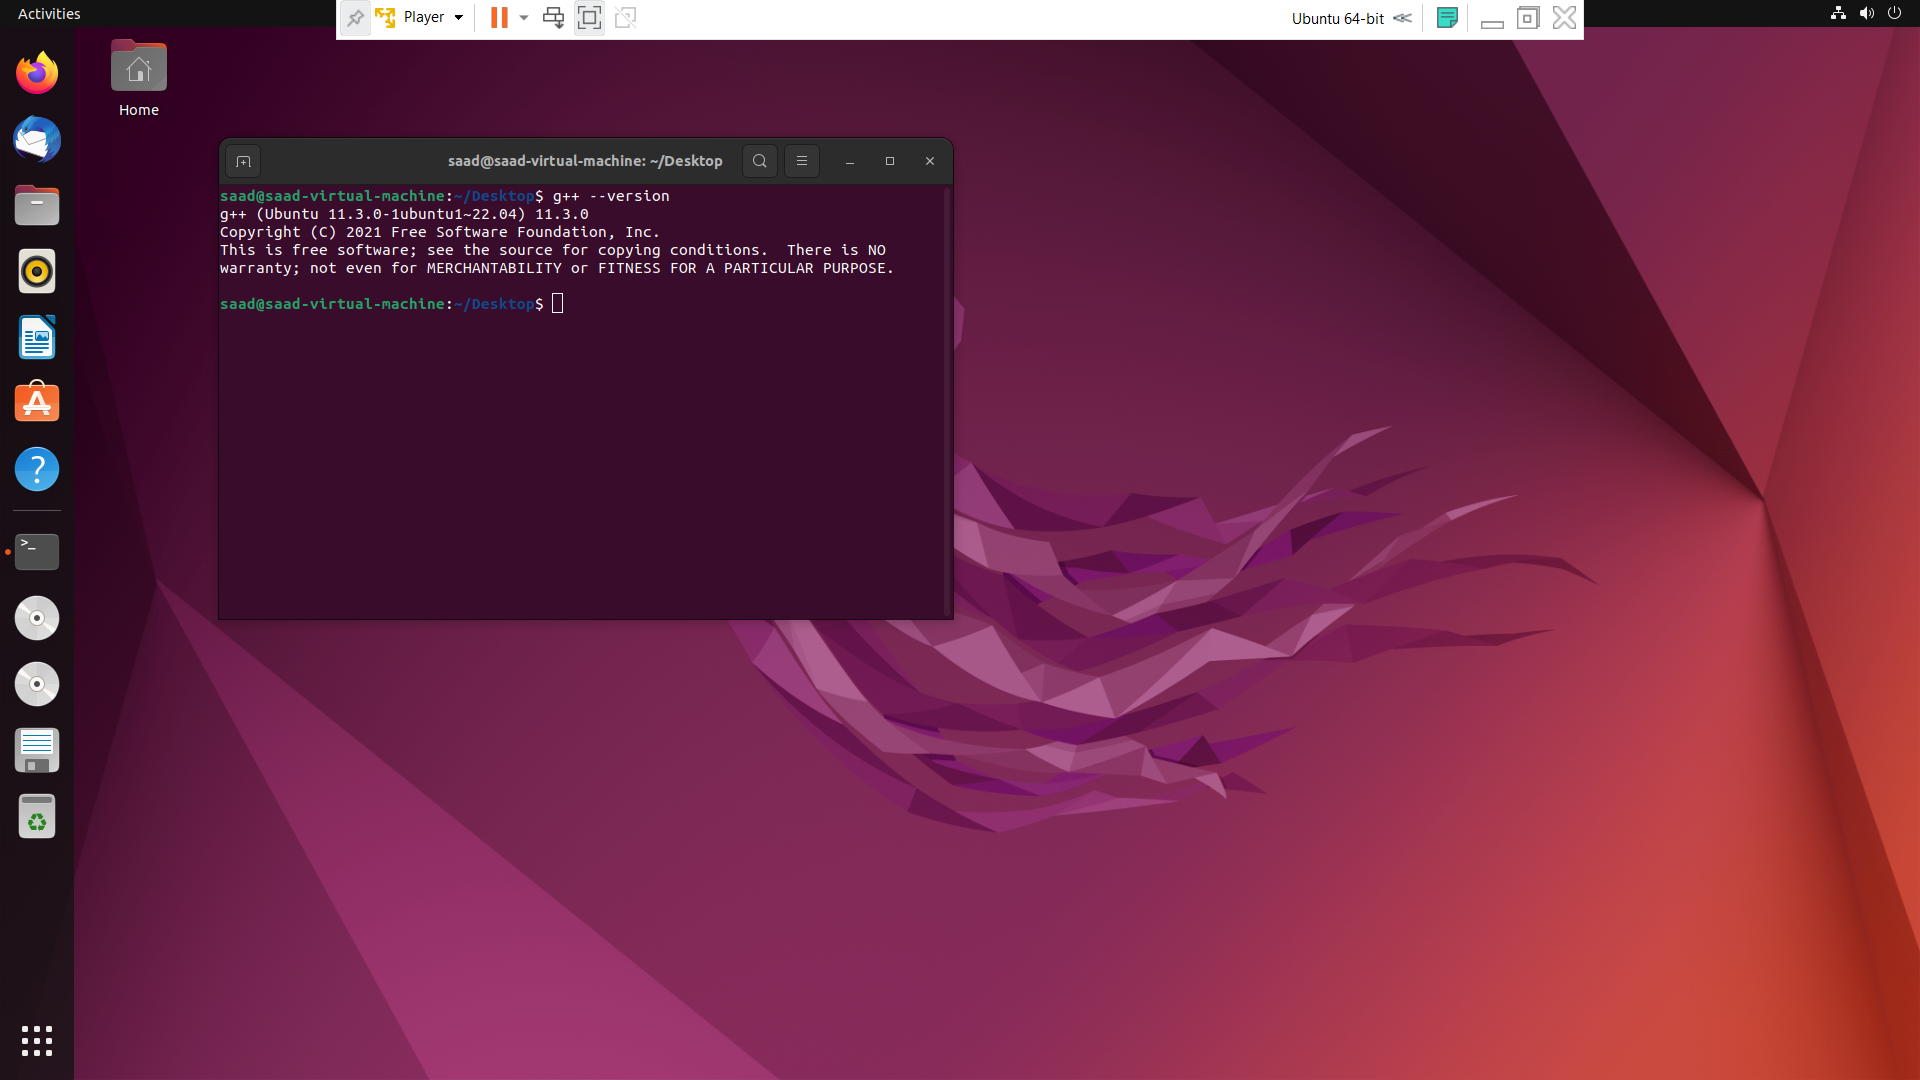 Activities
Player
Ubuntu 64-bit
Home
saad@saad-virtual-machine: ~/Desktop
saad@saad-virtual-machine:~/Desktop$ g++ --version
g++ (Ubuntu 11.3.0-1ubuntu1~22.04) 11.3.0
Copyright (C) 2021 Free Software Foundation, Inc.
This is free software; see the source for copying conditions.  There is NO
warranty; not even for MERCHANTABILITY or FITNESS FOR A PARTICULAR PURPOSE.
saad@saad-virtual-machine:~/Desktop$